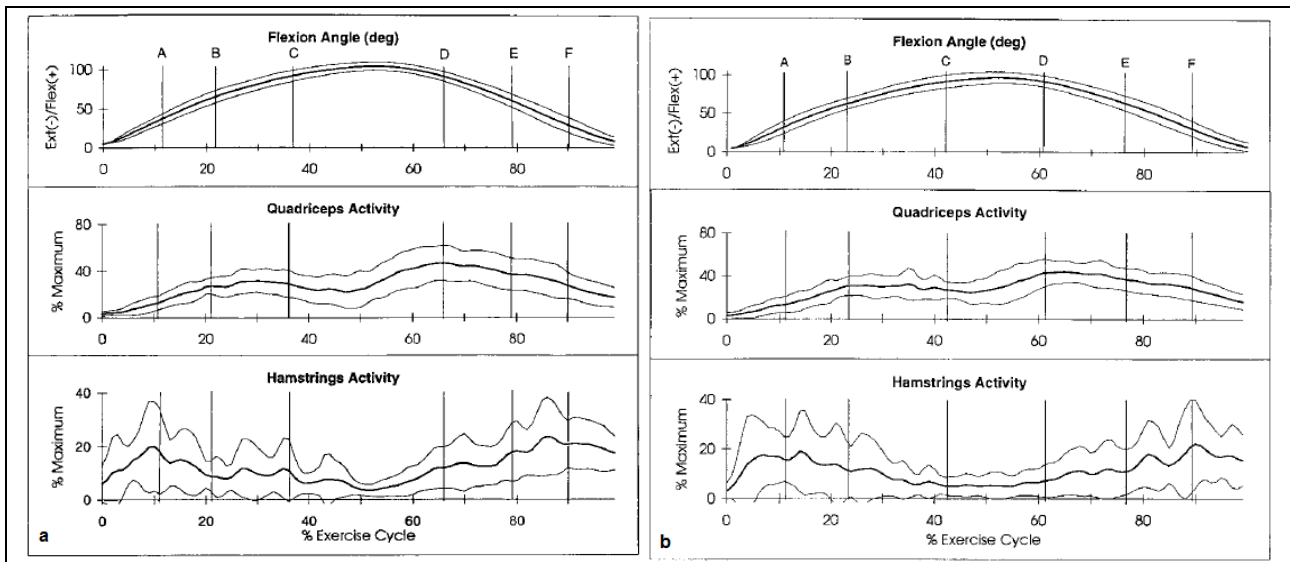 Flexion Angle (deg)
A B C D E F
Ext(-)/Flex(+)
100
50
0
0 20 40 60 80
Quadriceps Activity
% Maximum
80
40
0
0 20 40 60 80
Hamstrings Activity
% Maximum
40
20
0
0 20 40 60 80
% Exercise Cycle
a
Flexion Angle (deg)
A B C D E F
Ext(-)/Flex(+)
100
50
0
0 20 40 60 80
Quadriceps Activity
% Maximum
80
40
0
0 20 40 60 80
Hamstrings Activity
% Maximum
40
20
0
0 20 40 60 80
% Exercise Cycle
b